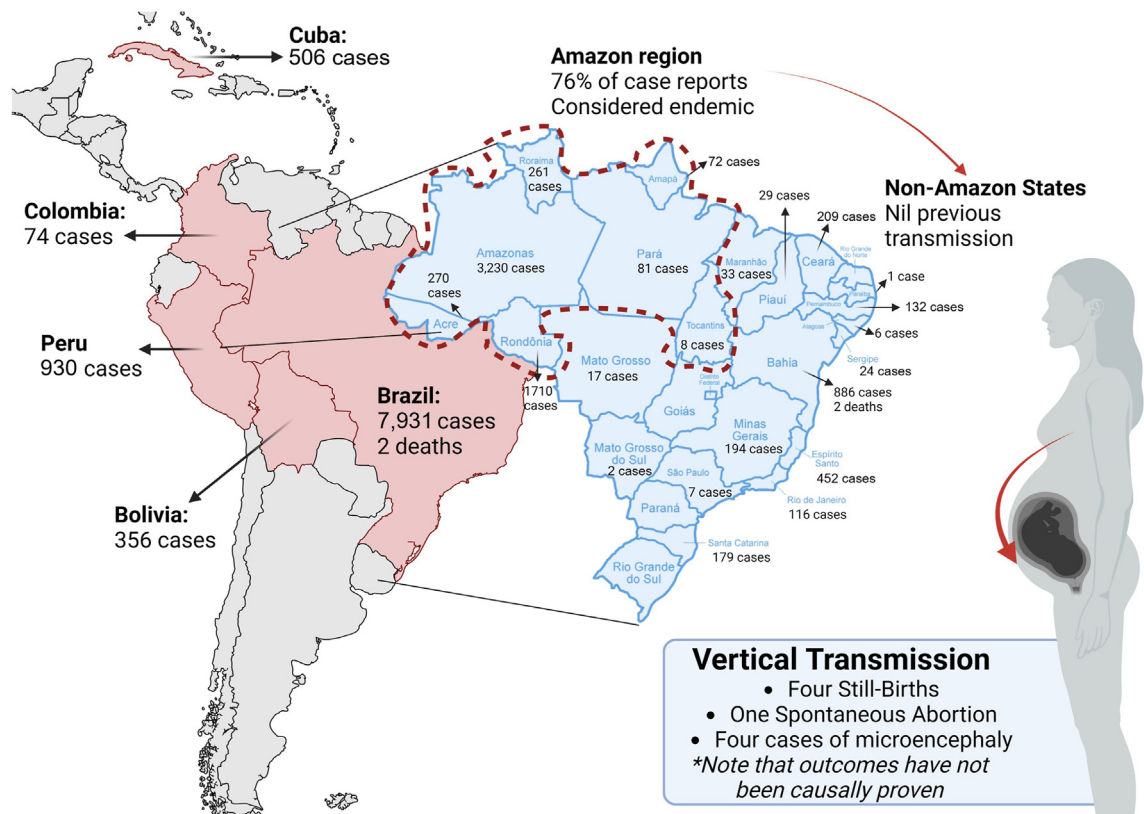 Cuba:
506 cases
Amazon region
76% of case reports
Considered endemic
Non-Amazon States
Nil previous
transmission
Colombia:
74 cases
Peru
930 cases
Bolivia:
356 cases
Brazil:
7,931 cases
2 deaths
Roraima
261
cases
Amapá
72 cases
Amazonas
3,230 cases
Pará
81 cases
270
cases
Acre
Rondônia
1710
cases
Tocantins
8 cases
Maranhão
33 cases
29 cases
Piauí
209 cases
Ceará
Rio Grande
do Norte
1 case
Paraíba
Pernambuco
132 cases
Alagoas
6 cases
Sergipe
24 cases
Bahia
886 cases
2 deaths
Mato Grosso
17 cases
Distrito
Federal
Goiás
Minas
Gerais
194 cases
Espírito
Santo
452 cases
Mato Grosso
do Sul
2 cases
São Paulo
7 cases
Rio de Janeiro
116 cases
Paraná
Santa Catarina
179 cases
Rio Grande
do Sul
Vertical Transmission
• Four Still-Births
• One Spontaneous Abortion
• Four cases of microencephaly
*Note that outcomes have not
been causally proven